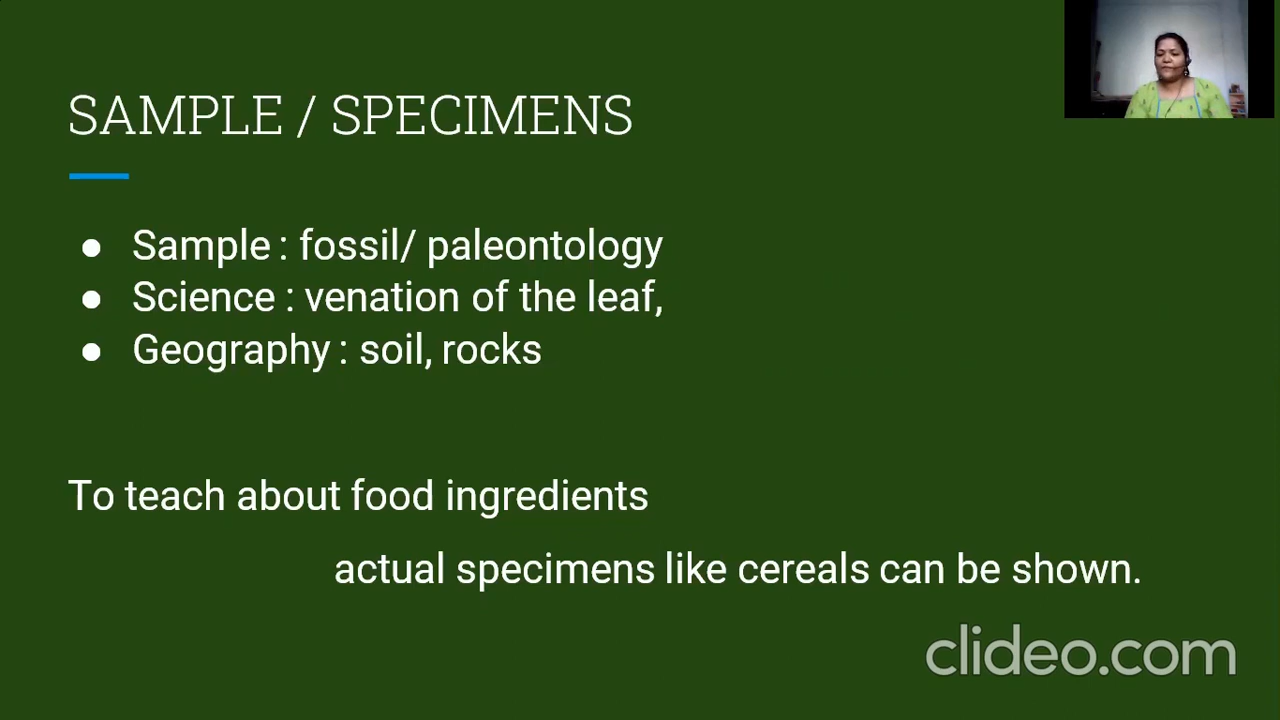 SAMPLE / SPECIMENS
● Sample : fossil/ paleontology
● Science : venation of the leaf,
● Geography : soil, rocks
To teach about food ingredients
actual specimens like cereals can be shown.
clideo.com